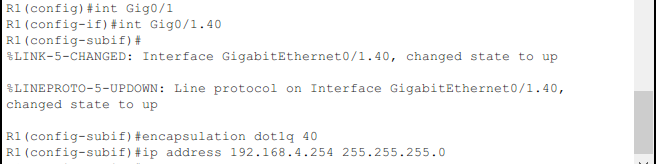 R1(config)#int Gig0/1
R1(config-if)#int Gig0/1.40
R1(config-subif)#
%LINK-5-CHANGED: Interface GigabitEthernet0/1.40, changed state to up
%LINEPROTO-5-UPDOWN: Line protocol on Interface GigabitEthernet0/1.40,
changed state to up
R1(config-subif)#encapsulation dot1q 40
R1(config-subif)#ip address 192.168.4.254 255.255.255.0